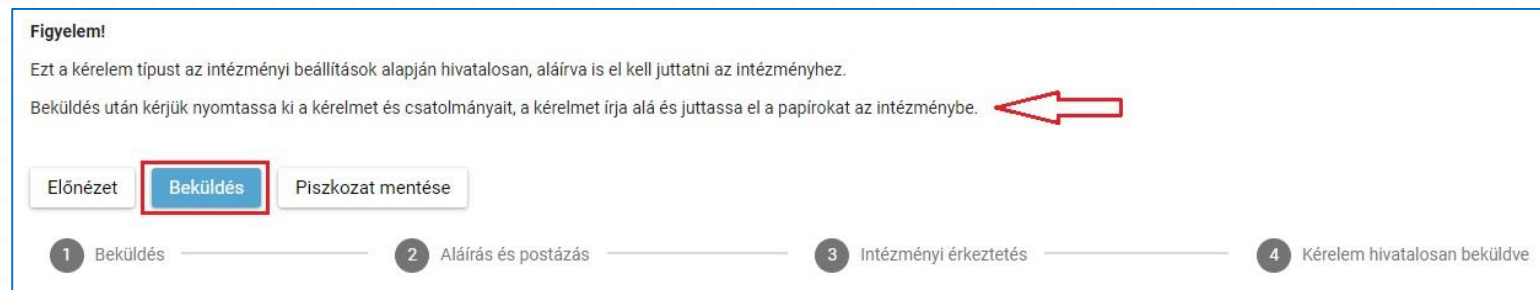 Figyelem!
Ezt a kérelem típust az intézményi beállítások alapján hivatalosan, aláírva is el kell juttatni az intézményhez.
Beküldés után kérjük nyomtassa ki a kérelmet és csatolmányait, a kérelmet írja alá és juttassa el a papírokat az intézménybe.
Előnézet Beküldés Piszkozat mentése
1 Beküldés 2 Aláírás és postázás 3 Intézményi érkeztetés 4 Kérelem hivatalosan beküldve